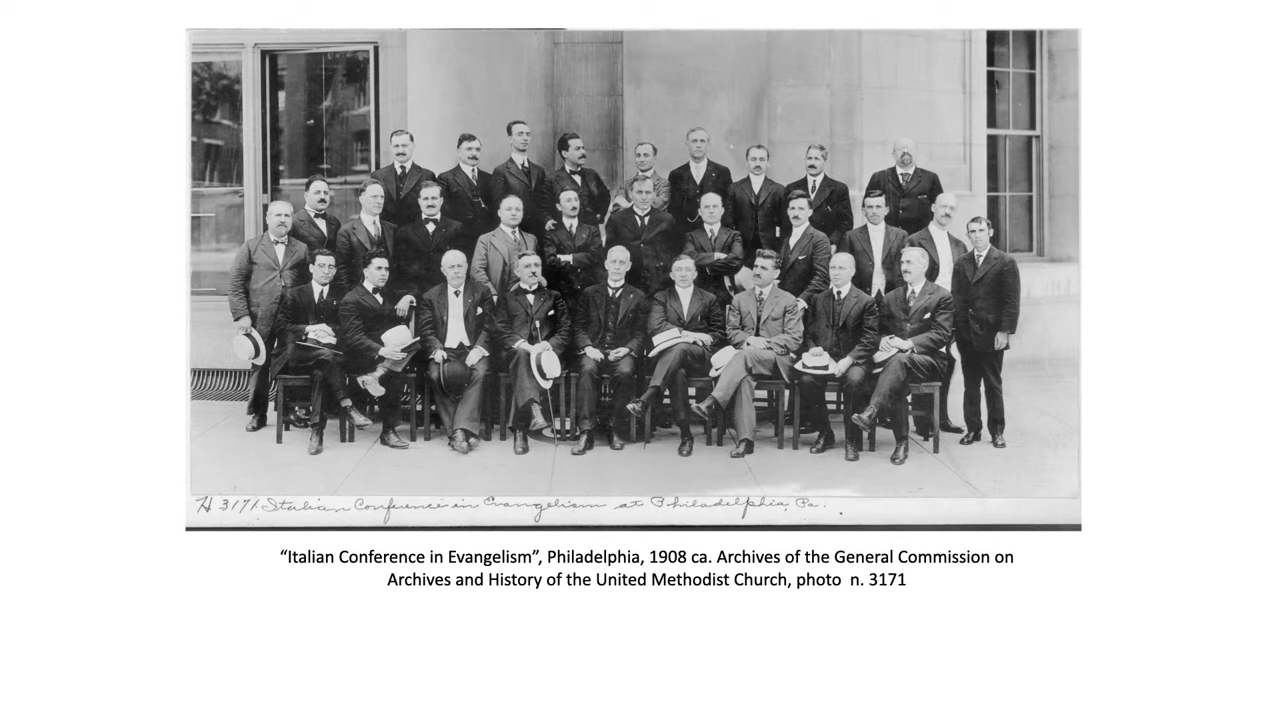 H 3171 Italian Conference in Evangelism at Philadelphia, Pa.
“Italian Conference in Evangelism”, Philadelphia, 1908 ca. Archives of the General Commission on
Archives and History of the United Methodist Church, photo n. 3171